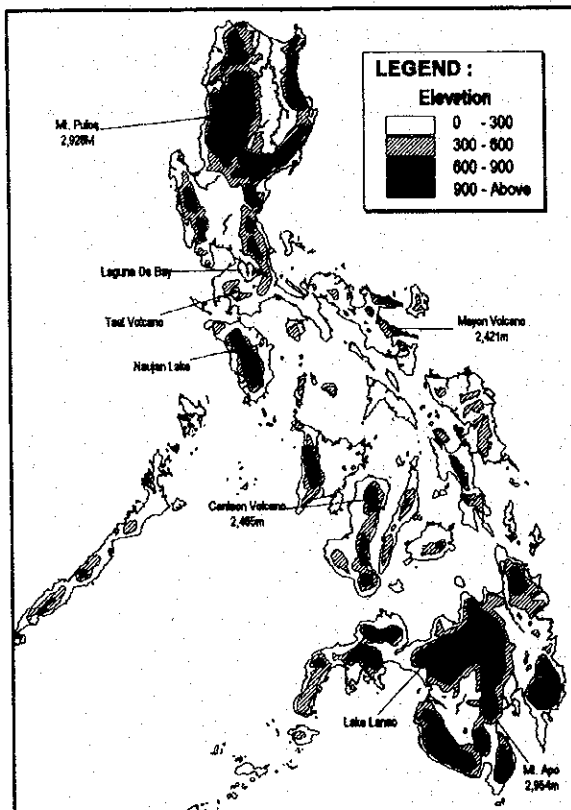 LEGEND :
Elevetion
0 - 300
300 - 600
600 - 900
900 - Above
Mt. Pulog
2,928M
Laguna De Bay
Taal Volcano
Naujan Lake
Mayon Volcano
2,421m
Canlaon Volcano
2,465m
Lake Lanao
Mt. Apo
2,954m